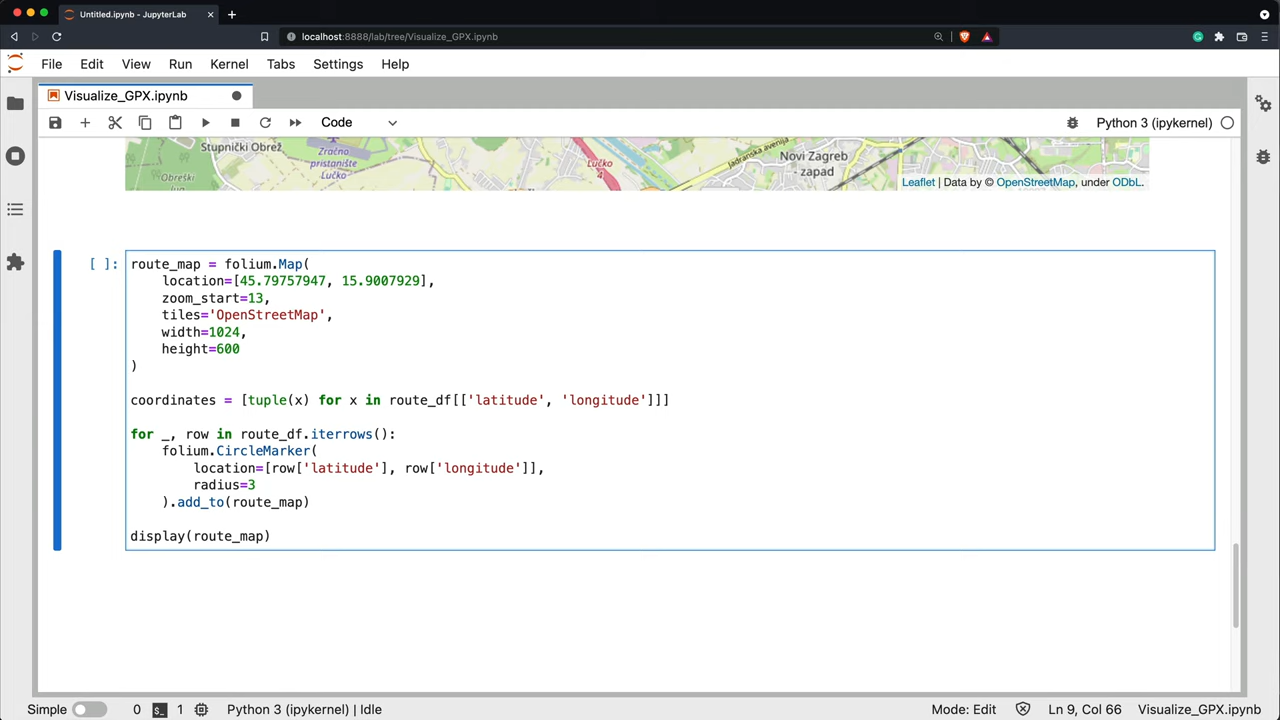 Untitled.ipynb - JupyterLab
localhost:8888/lab/tree/Visualize_GPX.ipynb
File Edit View Run Kernel Tabs Settings Help
Visualize_GPX.ipynb
Code
Python 3 (ipykernel)
Stupnički Obrež
Zračno
pristanište
Lučko
Obreški
Lučko
Jadranska avenija
Novi Zagreb
- zapad
Leaflet | Data by © OpenStreetMap, under ODbL.
[ ]:
route_map = folium.Map(
    location=[45.79757947, 15.9007929],
    zoom_start=13,
    tiles='OpenStreetMap',
    width=1024,
    height=600
)
coordinates = [tuple(x) for x in route_df[['latitude', 'longitude']]]
for _, row in route_df.iterrows():
    folium.CircleMarker(
        location=[row['latitude'], row['longitude']],
        radius=3
    ).add_to(route_map)
display(route_map)
Simple 0 $_ 1 Python 3 (ipykernel) | Idle Mode: Edit Ln 9, Col 66 Visualize_GPX.ipynb